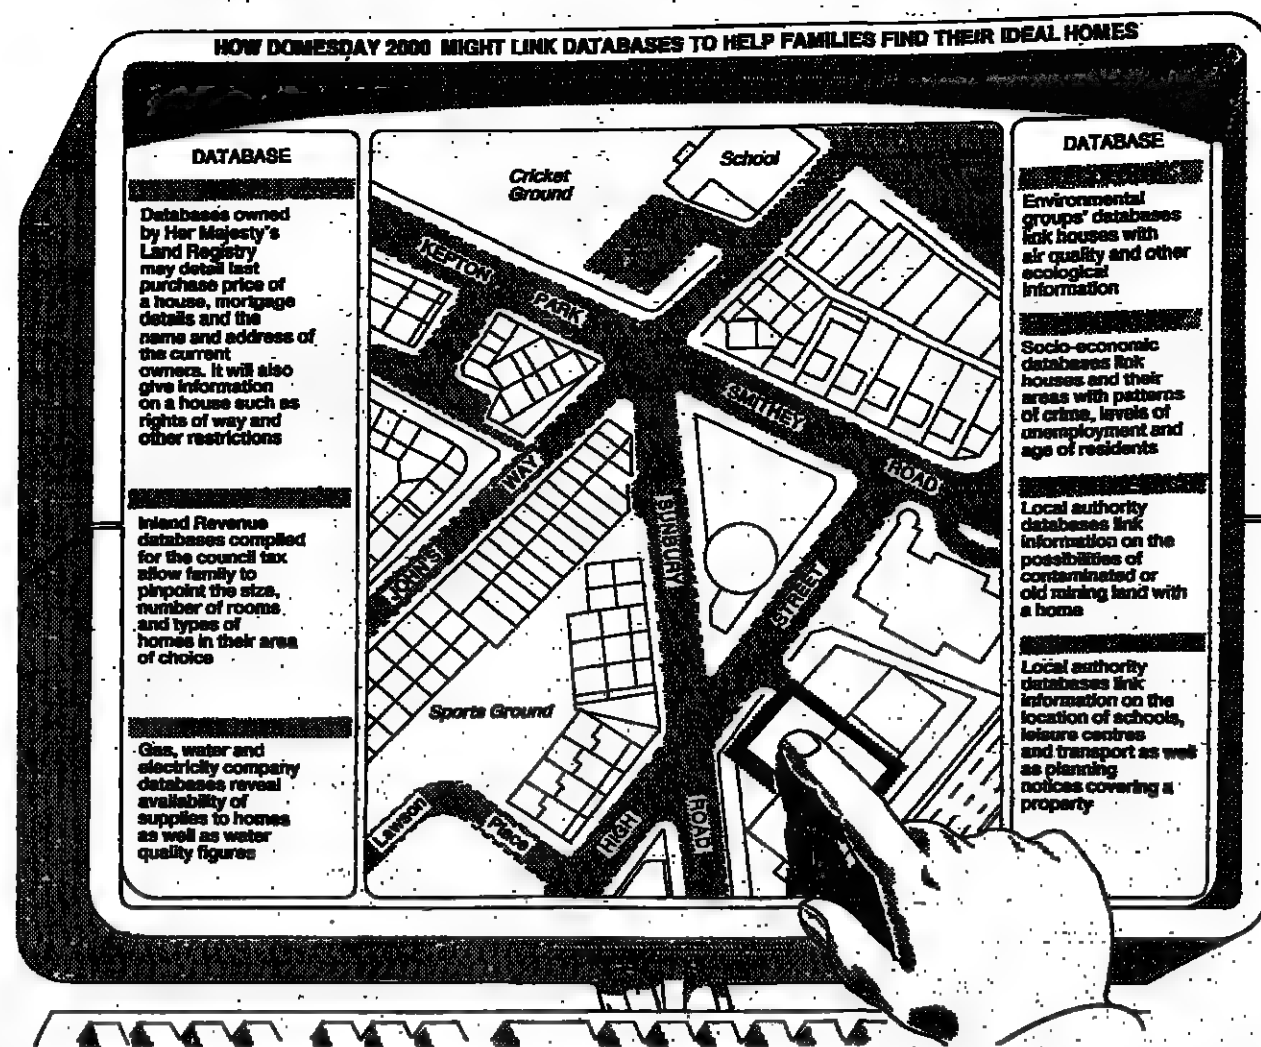 HOW DOMESDAY 2000 MIGHT LINK DATABASES TO HELP FAMILIES FIND THEIR IDEAL HOMES
DATABASE
Databases owned
by Her Majesty's
Land Registry
may detail last
purchase price of
a house, mortgage
details and the
name and address of
the current
owners. It will also
give information
on a house such as
rights of way and
other restrictions
Inland Revenue
databases compiled
for the council tax
allow family to
pinpoint the size,
number of rooms
and types of
homes in their area
of choice
Gas, water and
electricity company
databases reveal
availability of
supplies to homes
as well as water
quality figures
Cricket
Ground
School
KEPTON
PARK
SMITHEY
ROAD
JOHN'S
WAY
SUNBURY
ROAD
HIGH
STREET
Sports Ground
Lawson
Place
DATABASE
Environmental
groups' databases
link houses with
air quality and other
ecological
information
Socio-economic
databases link
houses and their
areas with patterns
of crime, levels of
unemployment and
age of residents
Local authority
databases link
information on the
possibilities of
contaminated or
old mining land with
a home
Local authority
databases link
information on the
location of schools,
leisure centres
and transport as well
as planning
notices covering a
property